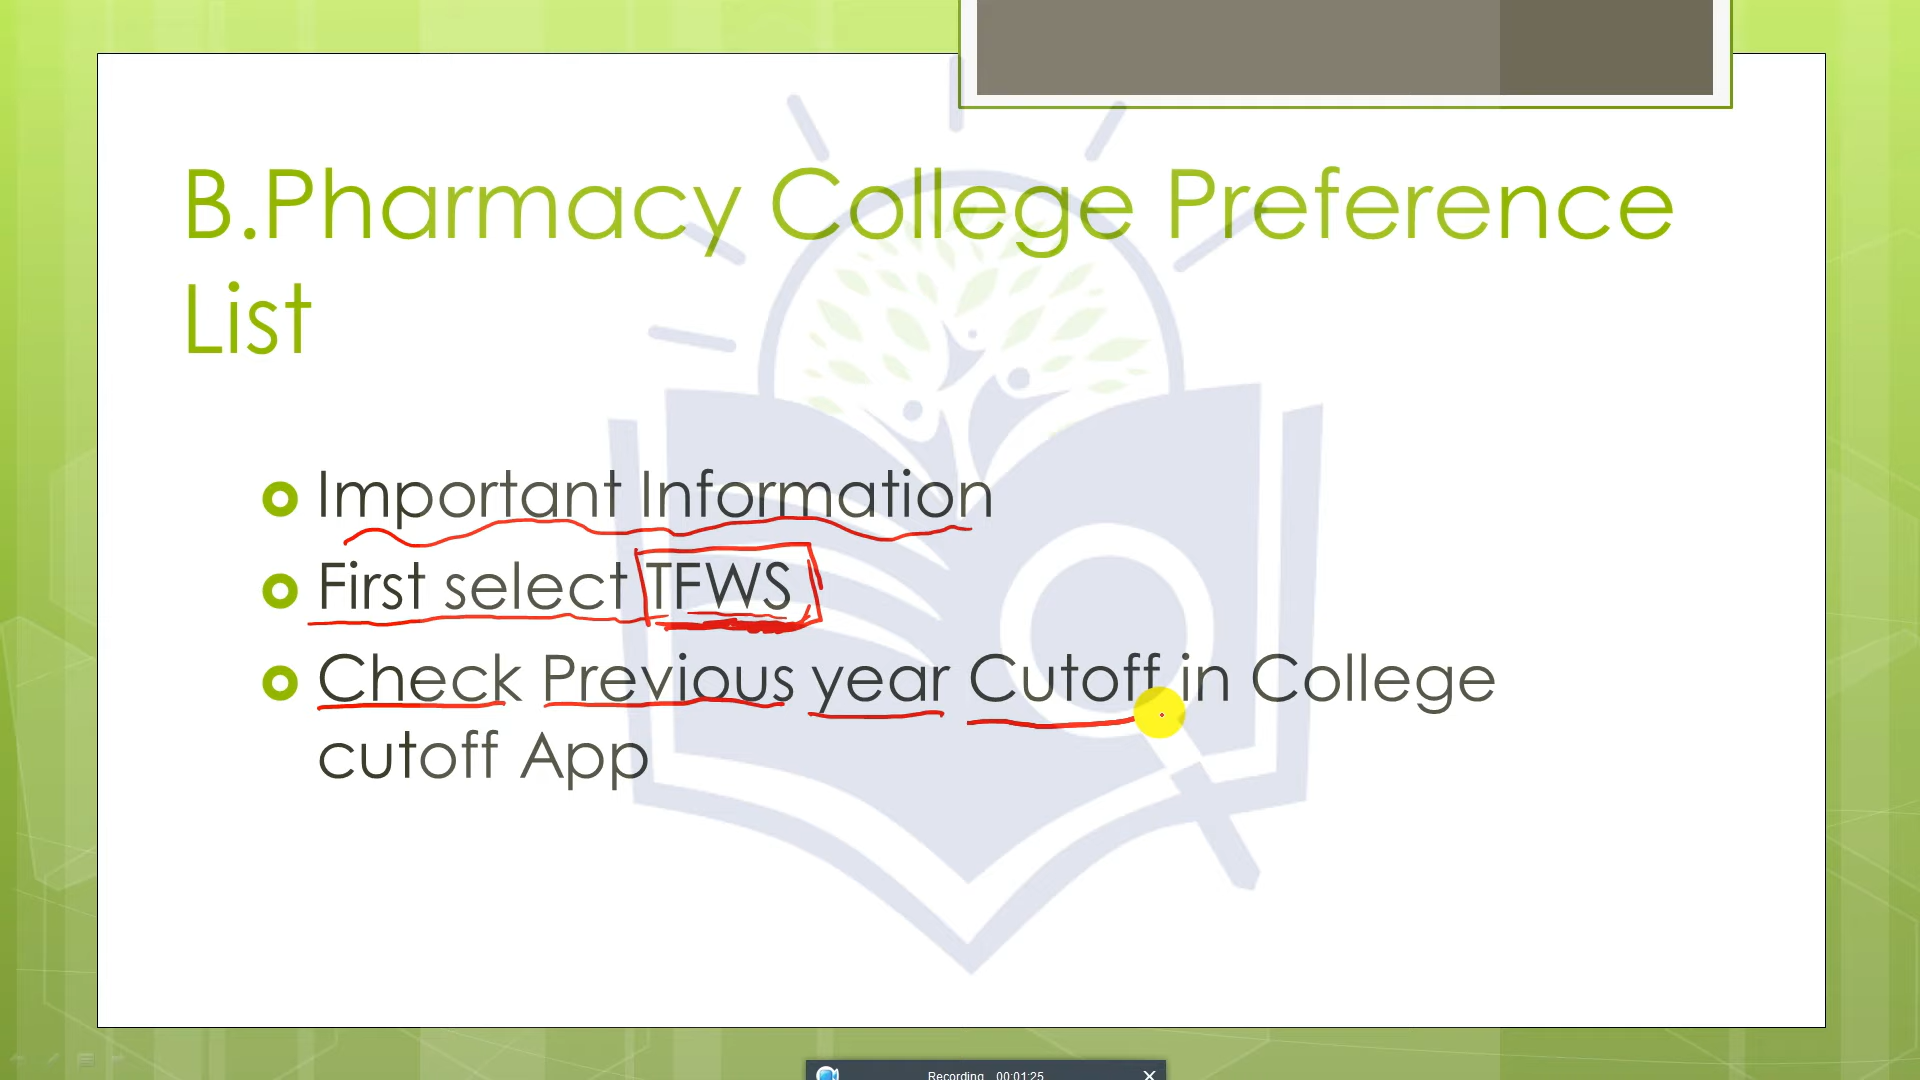 B.Pharmacy College Preference
List
Important Information
First select TFWS
Check Previous year Cutoff in College
cutoff App
Recording 00:01:25